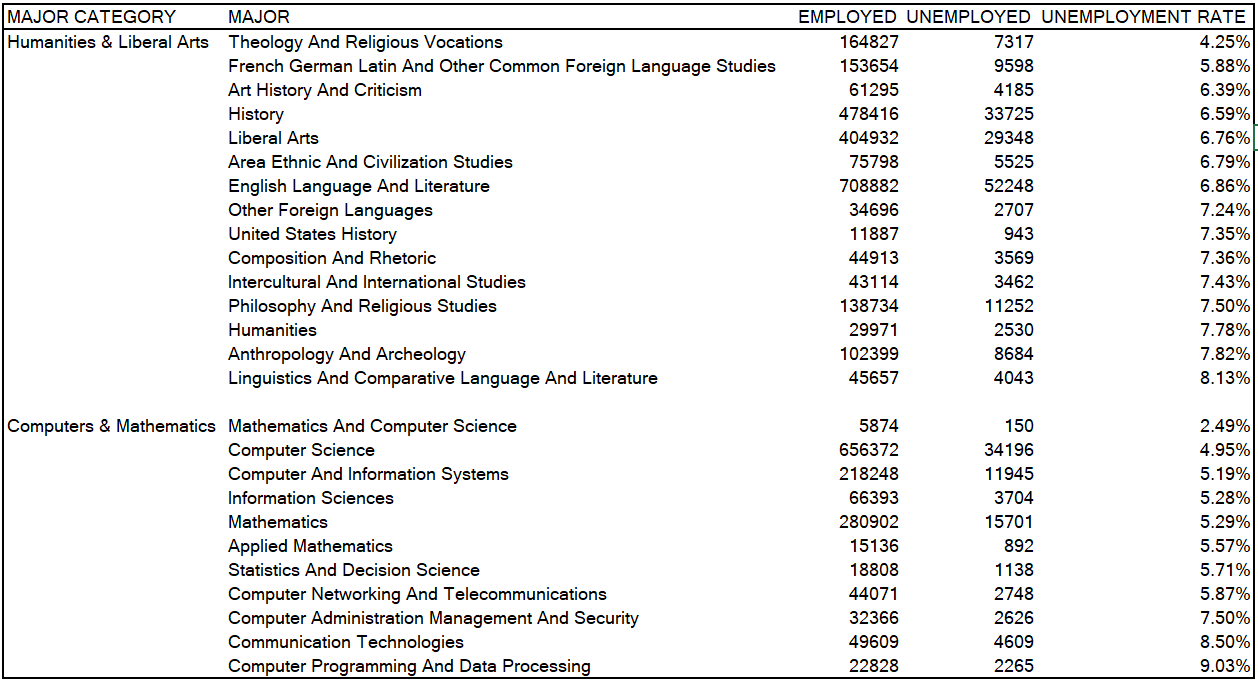 MAJOR CATEGORY MAJOR EMPLOYED UNEMPLOYED UNEMPLOYMENT RATE
Humanities & Liberal Arts Theology And Religious Vocations 164827 7317 4.25%
French German Latin And Other Common Foreign Language Studies 153654 9598 5.88%
Art History And Criticism 61295 4185 6.39%
History 478416 33725 6.59%
Liberal Arts 404932 29348 6.76%
Area Ethnic And Civilization Studies 75798 5525 6.79%
English Language And Literature 708882 52248 6.86%
Other Foreign Languages 34696 2707 7.24%
United States History 11887 943 7.35%
Composition And Rhetoric 44913 3569 7.36%
Intercultural And International Studies 43114 3462 7.43%
Philosophy And Religious Studies 138734 11252 7.50%
Humanities 29971 2530 7.78%
Anthropology And Archeology 102399 8684 7.82%
Linguistics And Comparative Language And Literature 45657 4043 8.13%
Computers & Mathematics Mathematics And Computer Science 5874 150 2.49%
Computer Science 656372 34196 4.95%
Computer And Information Systems 218248 11945 5.19%
Information Sciences 66393 3704 5.28%
Mathematics 280902 15701 5.29%
Applied Mathematics 15136 892 5.57%
Statistics And Decision Science 18808 1138 5.71%
Computer Networking And Telecommunications 44071 2748 5.87%
Computer Administration Management And Security 32366 2626 7.50%
Communication Technologies 49609 4609 8.50%
Computer Programming And Data Processing 22828 2265 9.03%